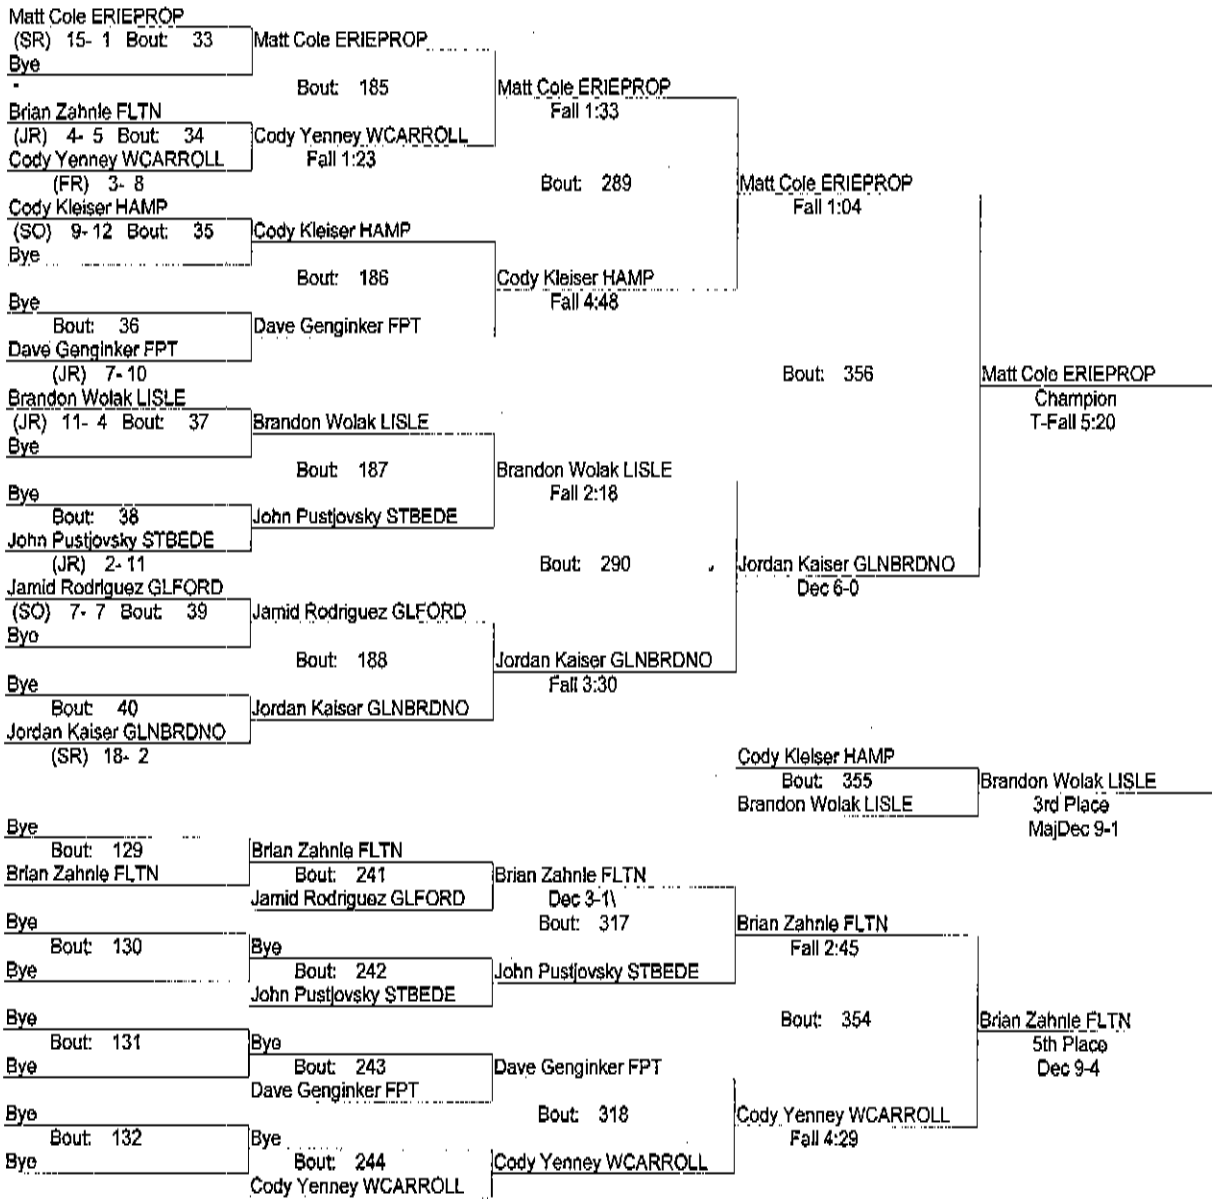 Matt Cole ERIEPROP
(SR) 15- 1 Bout: 33 Matt Cole ERIEPROP
Bye
-
Bout: 185 Matt Cole ERIEPROP
Fall 1:33
Brian Zahnle FLTN
(JR) 4- 5 Bout: 34 Cody Yenney WCARROLL
Cody Yenney WCARROLL Fall 1:23
(FR) 3- 8
Bout: 289 Matt Cole ERIEPROP
Fall 1:04
Cody Kleiser HAMP
(SO) 9- 12 Bout: 35 Cody Kleiser HAMP
Bye
Bout: 186 Cody Kleiser HAMP
Fall 4:48
Bye
Bout: 36 Dave Genginker FPT
Dave Genginker FPT
(JR) 7- 10
Bout: 356 Matt Cole ERIEPROP
Champion
T-Fall 5:20
Brandon Wolak LISLE
(JR) 11- 4 Bout: 37 Brandon Wolak LISLE
Bye
Bout: 187 Brandon Wolak LISLE
Fall 2:18
Bye
Bout: 38 John Pustjovsky STBEDE
John Pustjovsky STBEDE
(JR) 2- 11
Bout: 290 Jordan Kaiser GLNBRDNO
Dec 6-0
Jamid Rodriguez GLFORD
(SO) 7- 7 Bout: 39 Jamid Rodriguez GLFORD
Bye
Bout: 188 Jordan Kaiser GLNBRDNO
Fall 3:30
Bye
Bout: 40 Jordan Kaiser GLNBRDNO
Jordan Kaiser GLNBRDNO
(SR) 18- 2
Cody Kleiser HAMP
Bout: 355 Brandon Wolak LISLE
Brandon Wolak LISLE 3rd Place
MajDec 9-1
Bye
Bout: 129 Brian Zahnle FLTN
Brian Zahnle FLTN Bout: 241 Brian Zahnle FLTN
Jamid Rodriguez GLFORD Dec 3-1\
Bye Bout: 317 Brian Zahnle FLTN
Bout: 130 Bye Fall 2:45
Bye Bout: 242 John Pustjovsky STBEDE
John Pustjovsky STBEDE
Bye Bout: 354 Brian Zahnle FLTN
Bout: 131 Bye 5th Place
Bye Bout: 243 Dave Genginker FPT Dec 9-4
Dave Genginker FPT
Bye Bout: 318 Cody Yenney WCARROLL
Bout: 132 Bye Fall 4:29
Bye Bout: 244 Cody Yenney WCARROLL
Cody Yenney WCARROLL